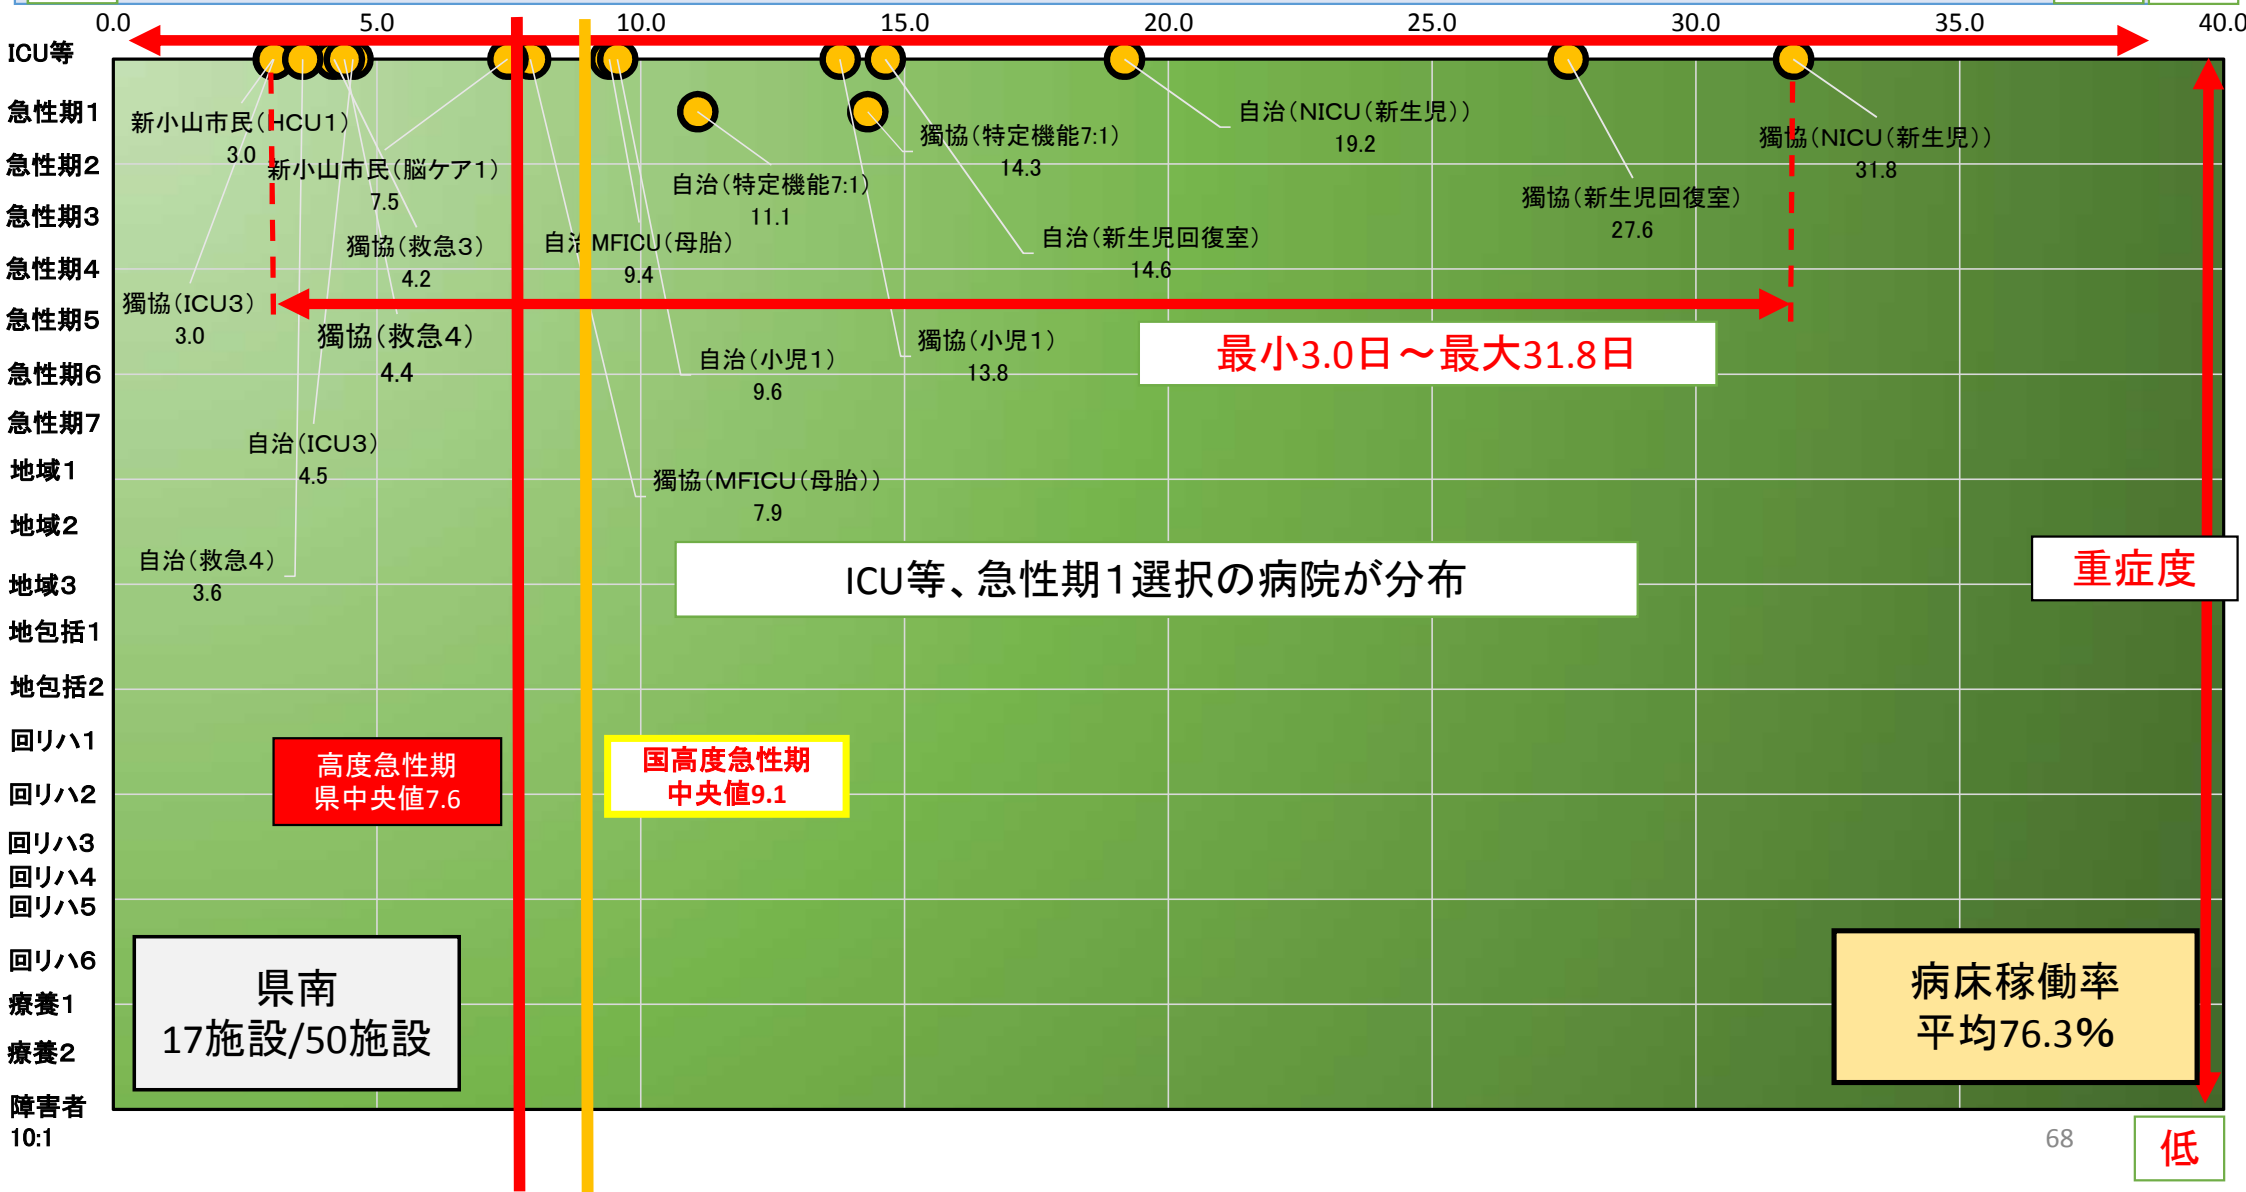 0.0 5.0 10.0 15.0 20.0 25.0 30.0 35.0 40.0
ICU等
急性期1
急性期2
急性期3
急性期4
急性期5
急性期6
急性期7
地域1
地域2
地域3
地包括1
地包括2
回リハ1
回リハ2
回リハ3
回リハ4
回リハ5
回リハ6
療養1
療養2
障害者
10:1
新小山市民(HCU1)
3.0
新小山市民(脳ケア1)
7.5
獨協(救急3)
4.2
獨協(ICU3)
3.0
獨協(救急4)
4.4
自治(ICU3)
4.5
自治(救急4)
3.6
自治MFICU(母胎)
9.4
自治(特定機能7:1)
11.1
獨協(特定機能7:1)
14.3
自治(NICU(新生児))
19.2
獨協(NICU(新生児))
31.8
獨協(新生児回復室)
27.6
自治(新生児回復室)
14.6
獨協(小児1)
13.8
自治(小児1)
9.6
獨協(MFICU(母胎))
7.9
最小3.0日～最大31.8日
ICU等、急性期1選択の病院が分布
重症度
高度急性期
県中央値7.6
国高度急性期
中央値9.1
県南
17施設/50施設
病床稼働率
平均76.3%
68
低